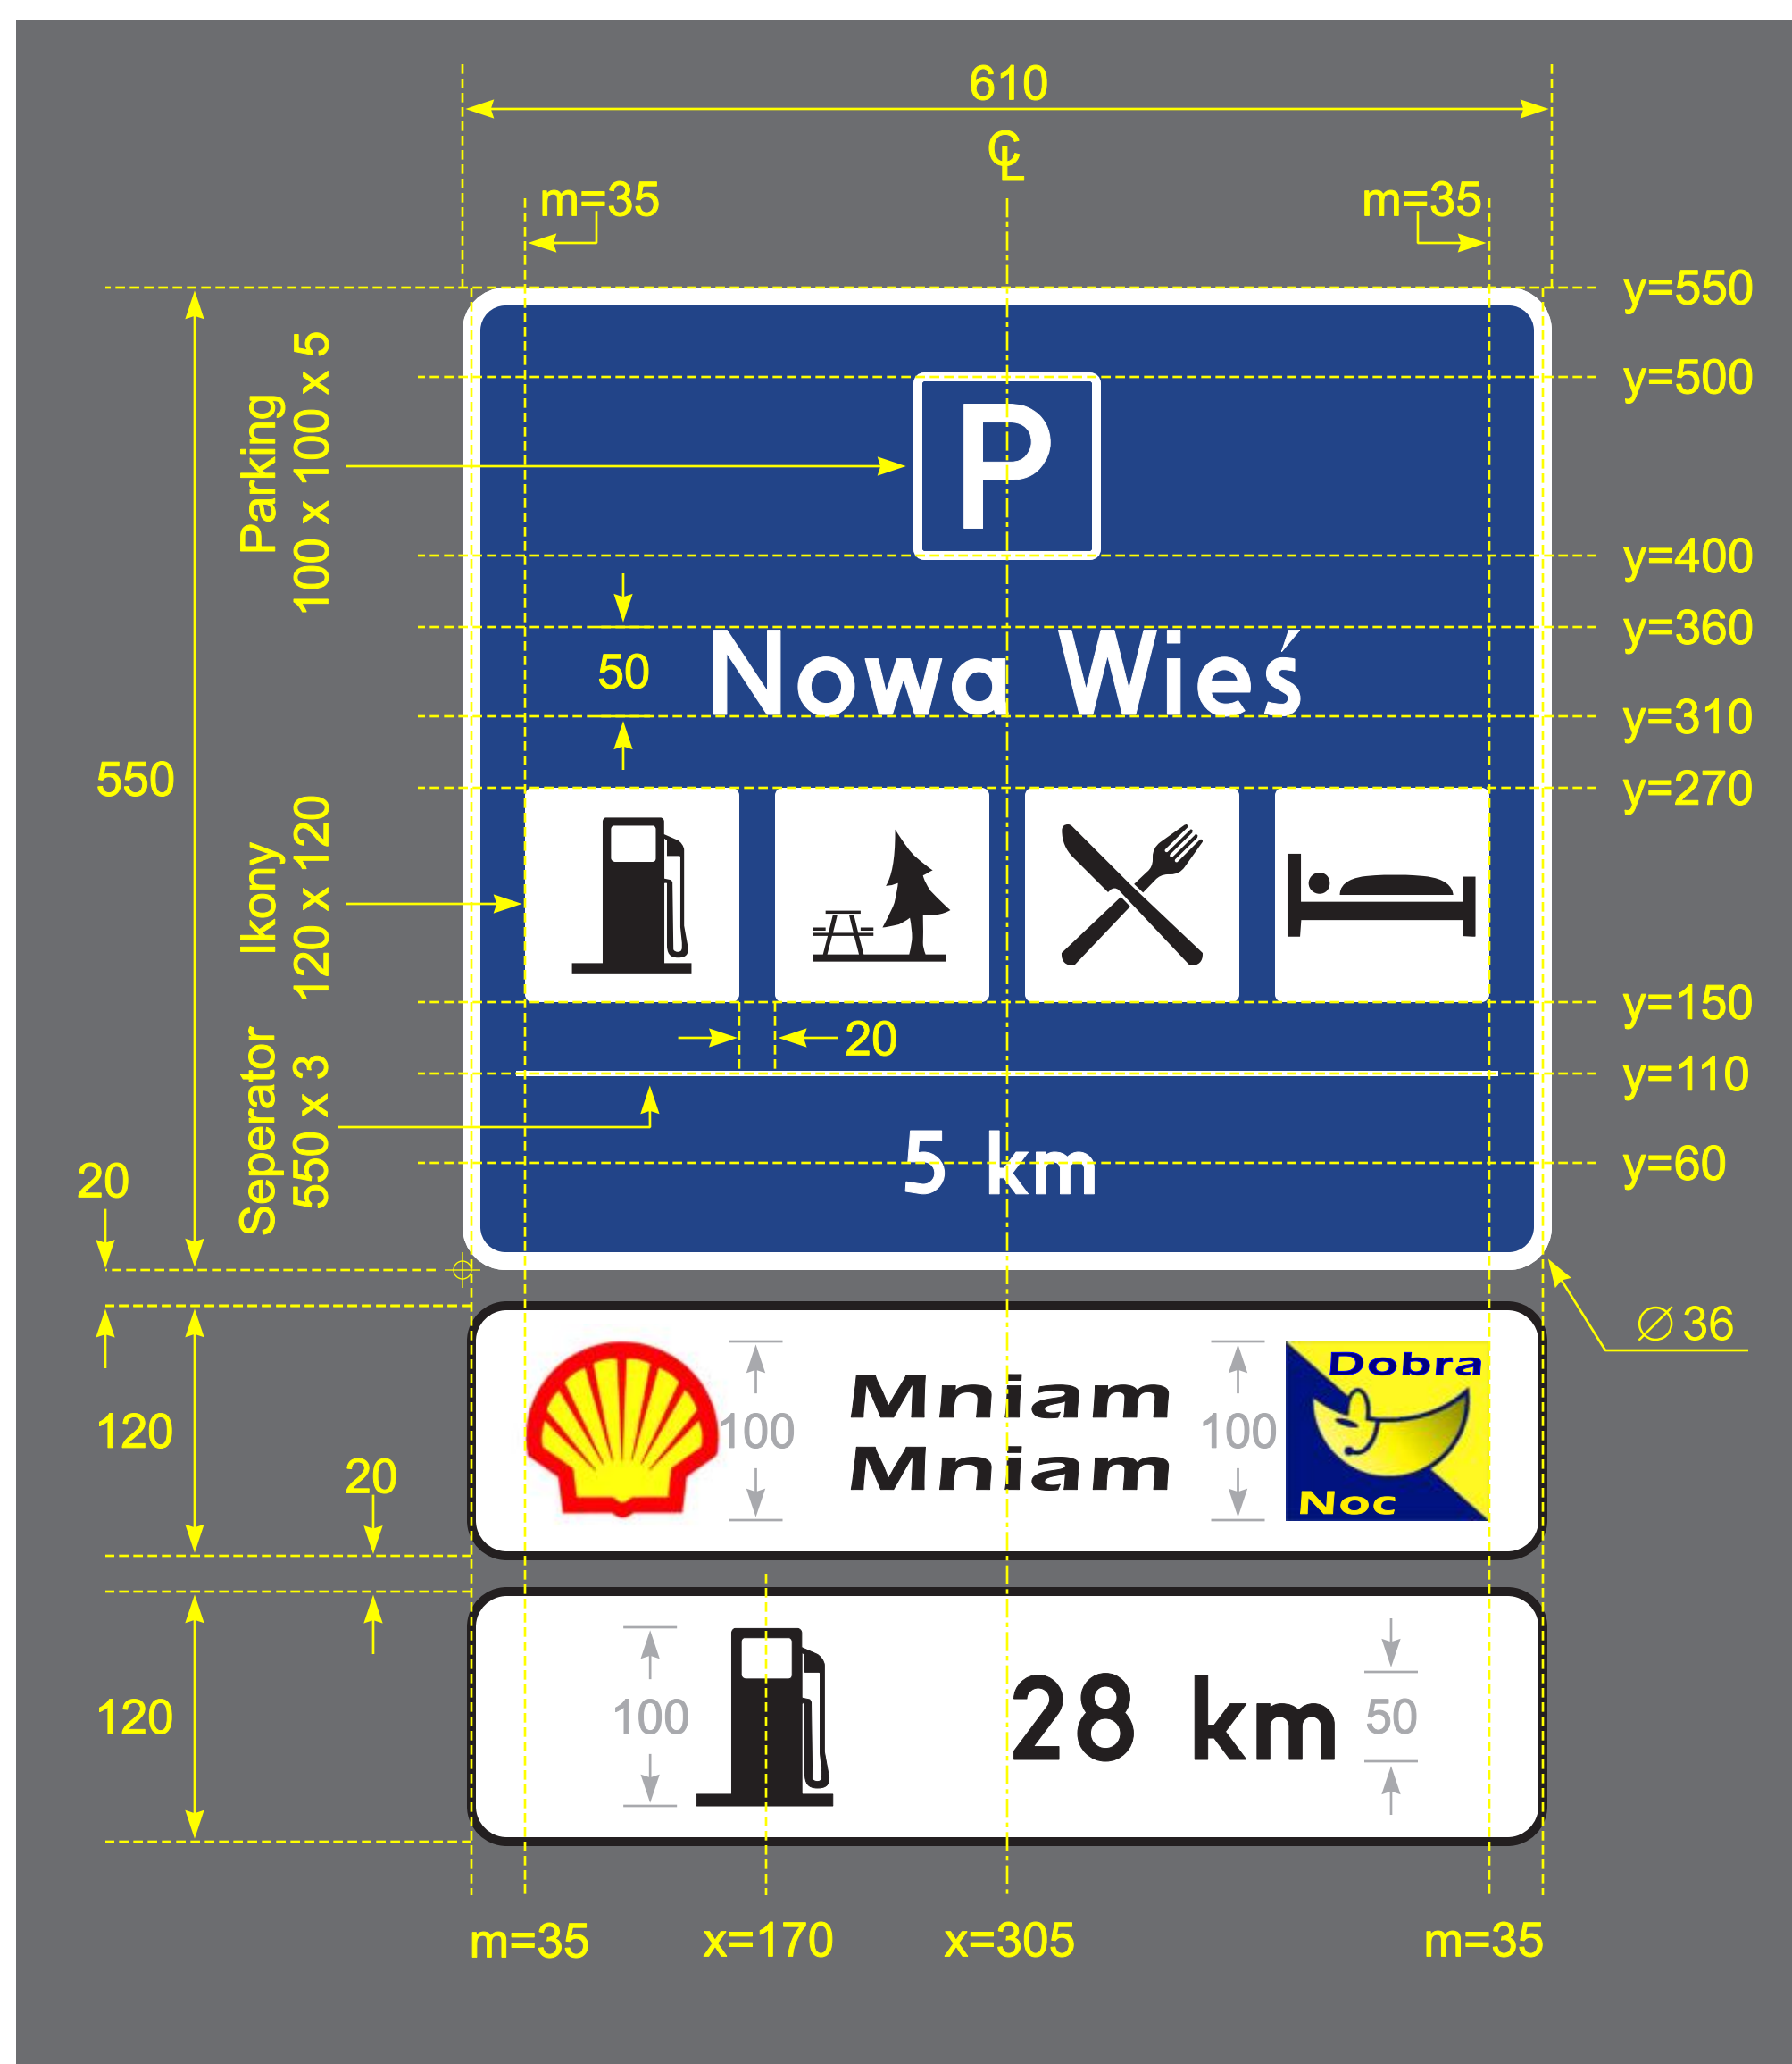 610
℄
m=35
m=35
y=550
Parking
100 x 100 x 5
y=500
P
y=400
y=360
50
Nowa Wieś
y=310
550
y=270
Ikony
120 x 120
y=150
20
Seperator
550 x 3
y=110
5 km
y=60
20
∅36
120
100
Mniam
Mniam
100
Dobra
Noc
20
120
100
28 km
50
m=35
x=170
x=305
m=35